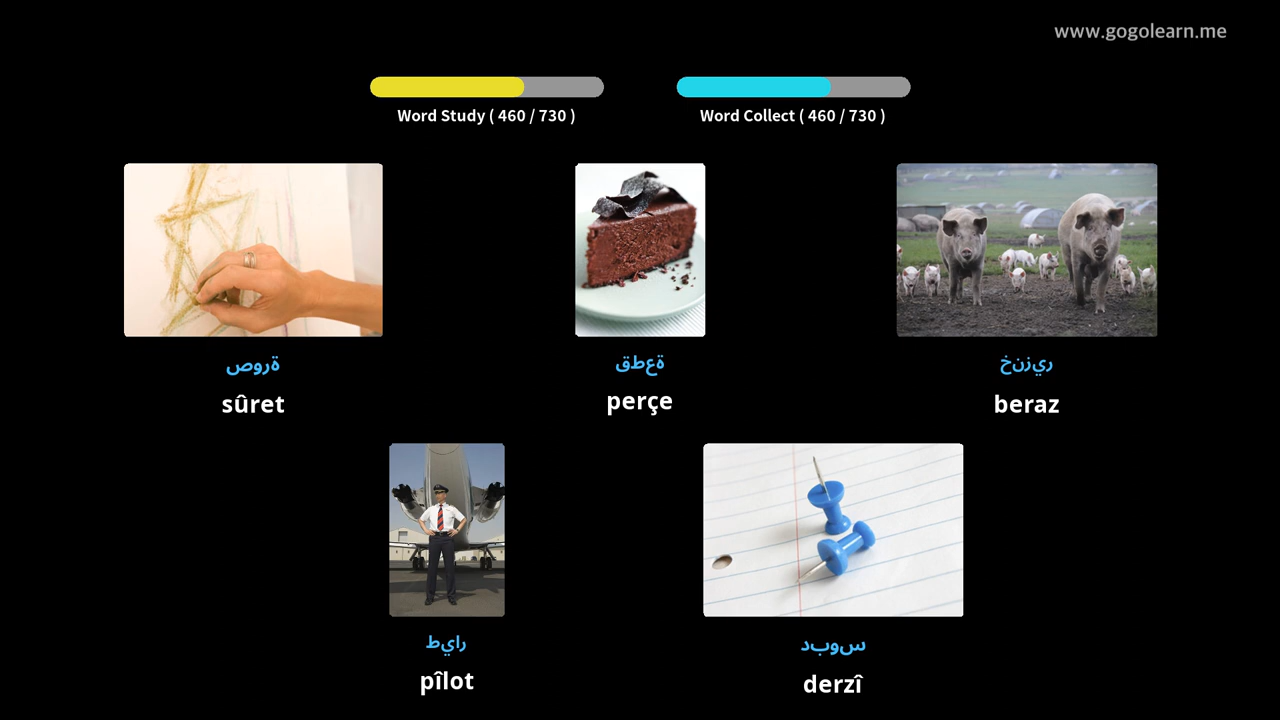 www.gogolearn.me
Word Study ( 460 / 730 )
Word Collect ( 460 / 730 )
ةروص
sûret
ةعطق
perçe
ريزنخ
beraz
رايط
pîlot
سوبد
derzî